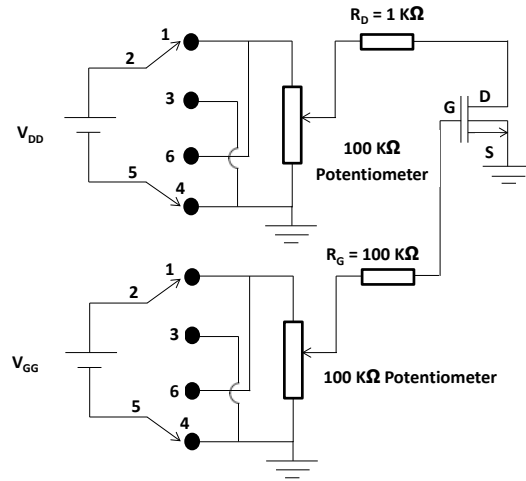 1
R_D = 1 KΩ
2
3
G
D
V_DD
6
100 KΩ
Potentiometer
S
5
4
R_G = 100 KΩ
1
2
3
V_GG
6
100 KΩ Potentiometer
5
4